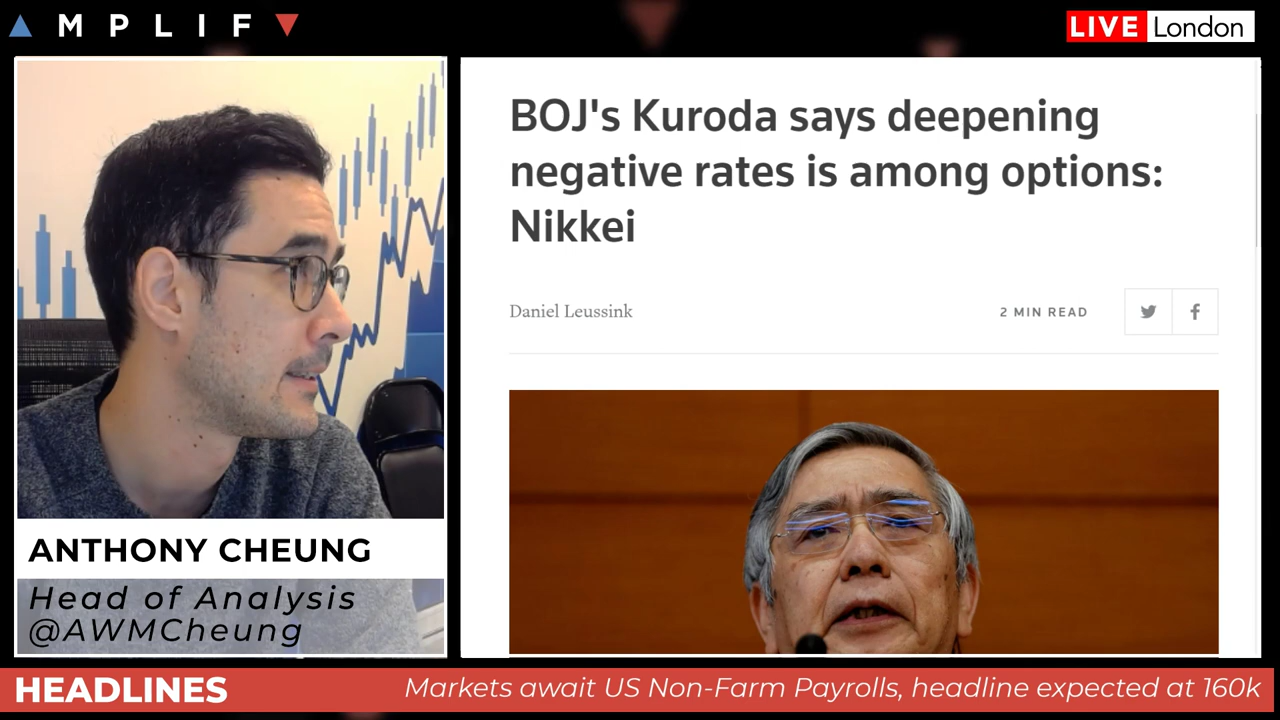 ▲ M P L I F ▼
LIVE London
BOJ's Kuroda says deepening
negative rates is among options:
Nikkei
Daniel Leussink
2 MIN READ
ANTHONY CHEUNG
Head of Analysis
@AWMCheung
HEADLINES
Markets await US Non-Farm Payrolls, headline expected at 160k